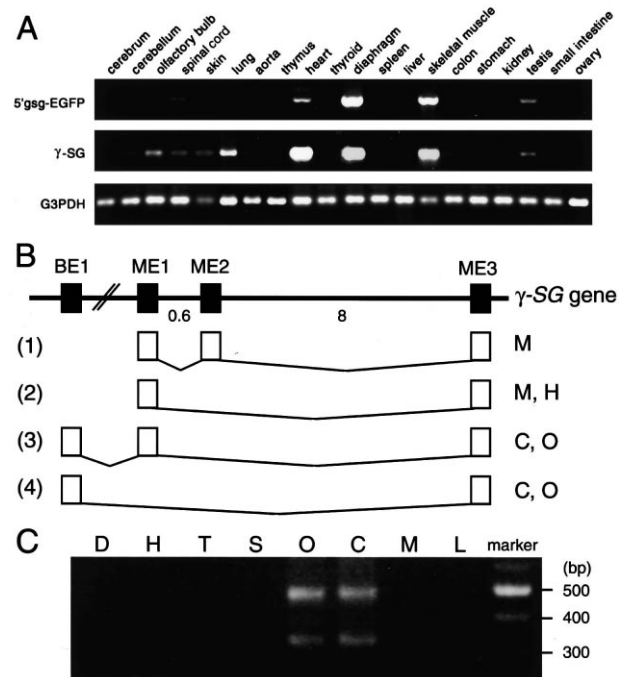 A
cerebrum
cerebellum
olfactory bulb
spinal cord
skin
lung
aorta
thymus
heart
thyroid
diaphragm
spleen
liver
skeletal muscle
colon
stomach
kidney
testis
small intestine
ovary
5'gsg-EGFP
γ-SG
G3PDH
B
BE1 ME1 ME2 ME3
γ-SG gene
0.6 8
(1) M
(2) M, H
(3) C, O
(4) C, O
C
D H T S O C M L marker
(bp)
500
400
300